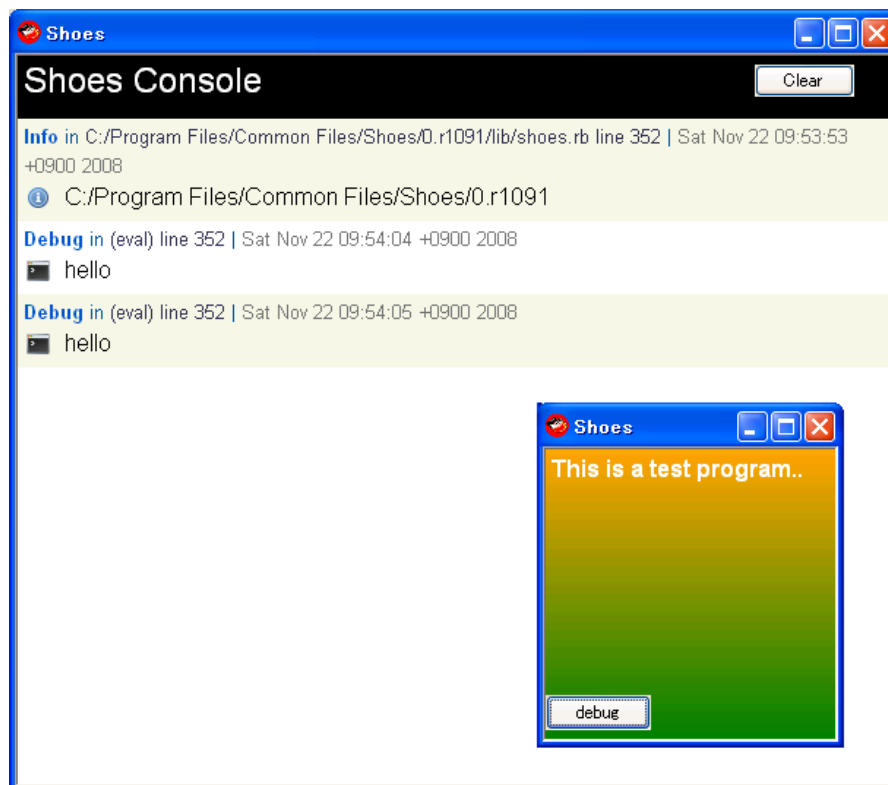 Shoes
Shoes Console
Clear
Info in C:/Program Files/Common Files/Shoes/0.r1091/lib/shoes.rb line 352 | Sat Nov 22 09:53:53
+0900 2008
C:/Program Files/Common Files/Shoes/0.r1091
Debug in (eval) line 352 | Sat Nov 22 09:54:04 +0900 2008
hello
Debug in (eval) line 352 | Sat Nov 22 09:54:05 +0900 2008
hello
Shoes
This is a test program..
debug